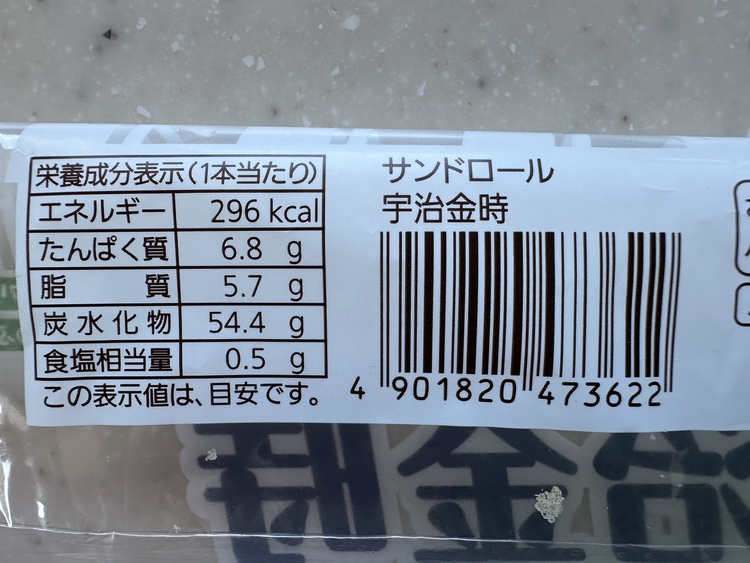 栄養成分表示(1本当たり)
エネルギー 296 kcal
たんぱく質 6.8 g
脂質 5.7 g
炭水化物 54.4 g
食塩相当量 0.5 g
この表示値は、目安です。
サンドロール
宇治金時
4 901820 473622